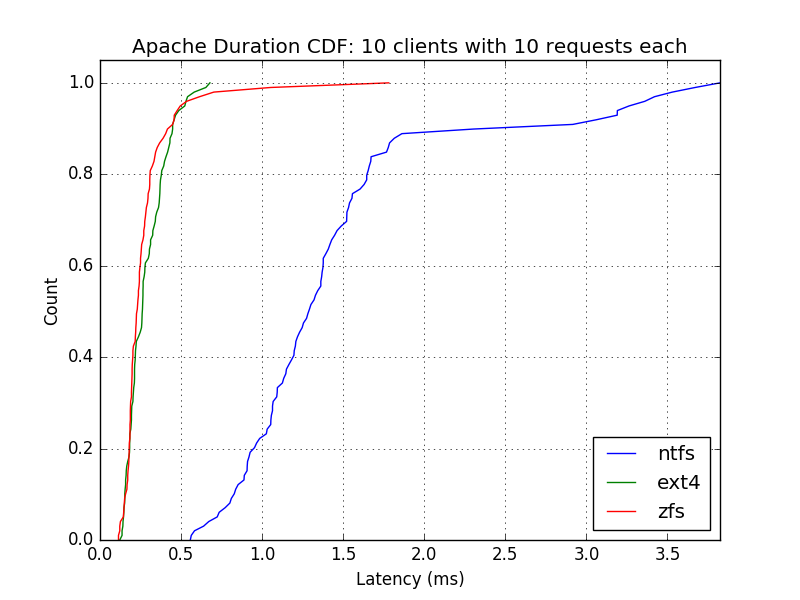 Apache Duration CDF: 10 clients with 10 requests each
1.0
0.8
0.6
0.4
0.2
0.0
Count
ntfs
ext4
zfs
0.0 0.5 1.0 1.5 2.0 2.5 3.0 3.5
Latency (ms)